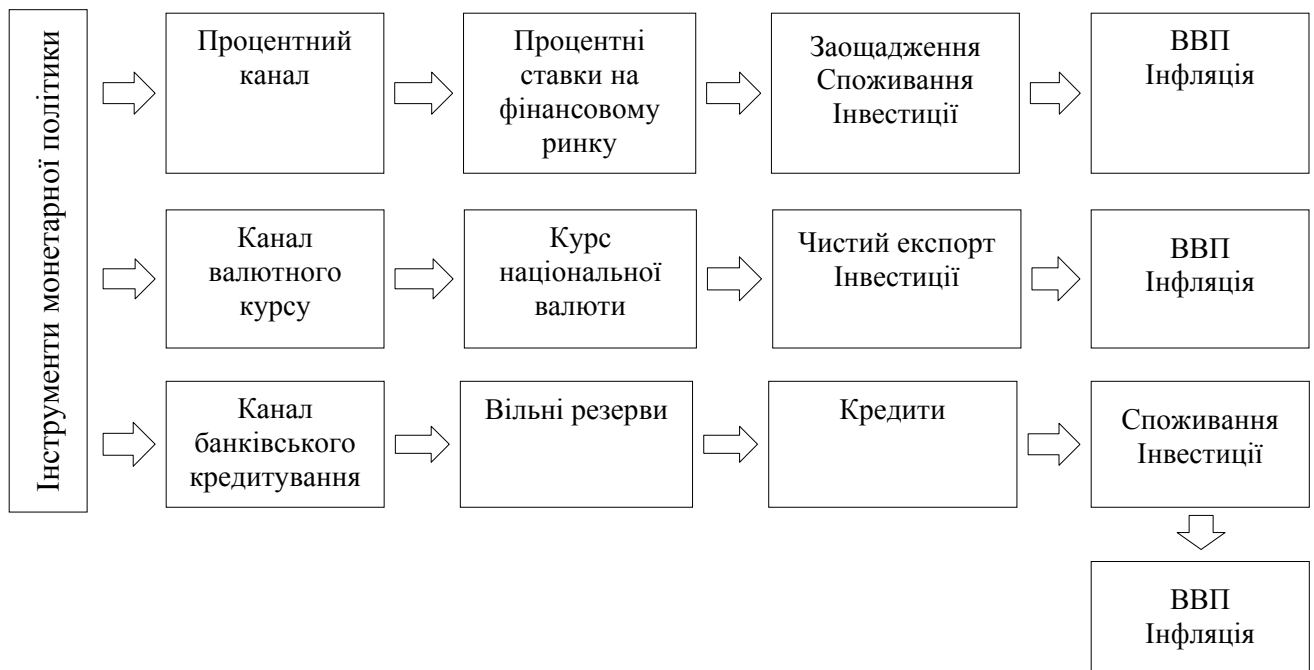 Інструменти монетарної політики
Процентний
канал
Процентні
ставки на
фінансовому
ринку
Заощадження
Споживання
Інвестиції
ВВП
Інфляція
Канал
валютного
курсу
Курс
національної
валюти
Чистий експорт
Інвестиції
ВВП
Інфляція
Канал
банківського
кредитування
Вільні резерви
Кредити
Споживання
Інвестиції
ВВП
Інфляція